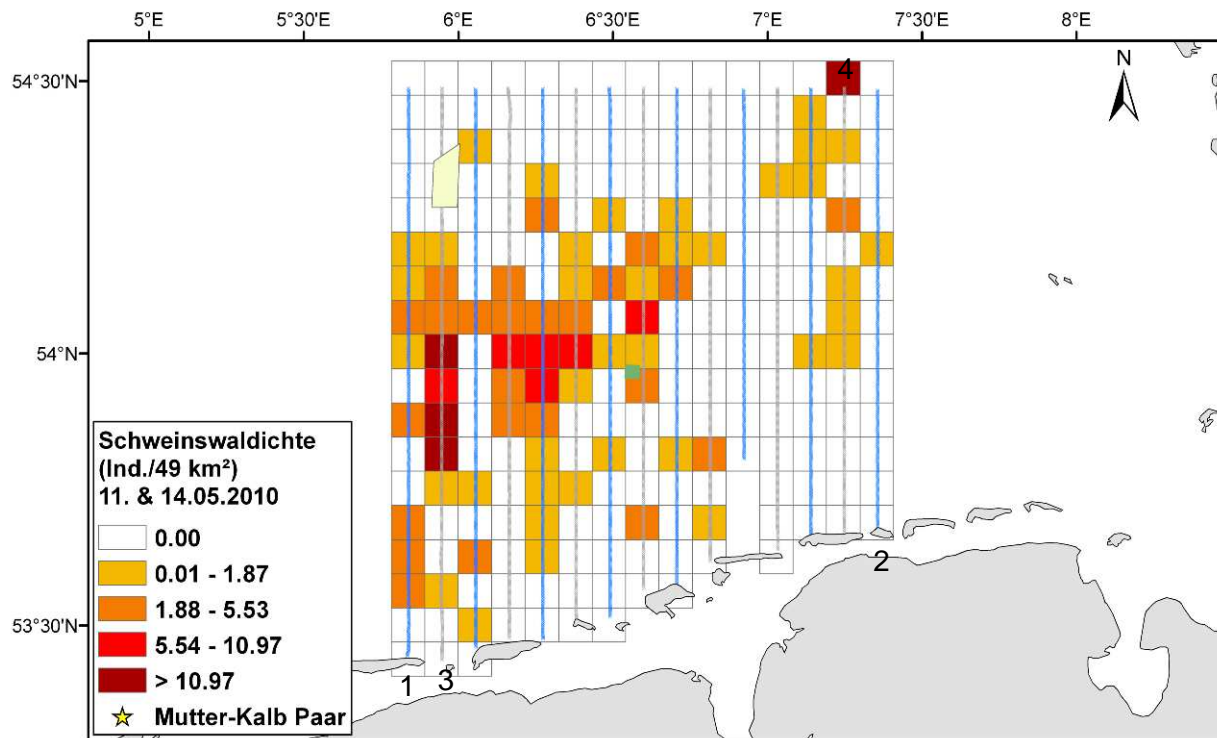 5°E 5°30'E 6°E 6°30'E 7°E 7°30'E 8°E
54°30'N
4
N
54°N
Schweinswaldichte
(Ind./49 km²)
11. & 14.05.2010
0.00
0.01 - 1.87
1.88 - 5.53
5.54 - 10.97
> 10.97
Mutter-Kalb Paar
53°30'N
2
1 3